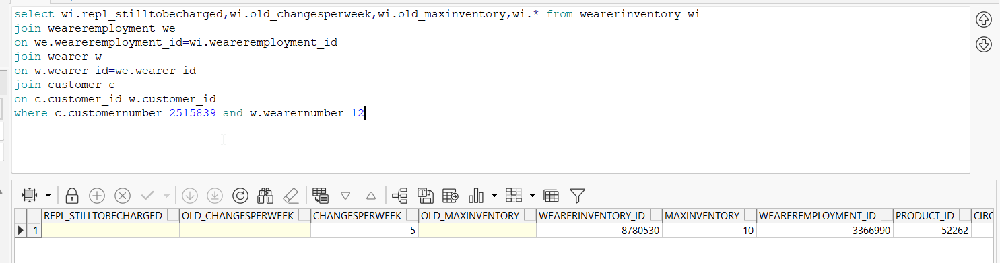 select wi.repl_stilltobecharged,wi.old_changesperweek,wi.old_maxinventory,wi.* from wearerinventory wi
join weareremployment we
on we.weareremployment_id=wi.weareremployment_id
join wearer w
on w.wearer_id=we.wearer_id
join customer c
on c.customer_id=w.customer_id
where c.customernumber=2515839 and w.wearernumber=12
REPL_STILLTOBECHARGED OLD_CHANGESPERWEEK CHANGESPERWEEK OLD_MAXINVENTORY WEARERINVENTORY_ID MAXINVENTORY WEAREREMPLOYMENT_ID PRODUCT_ID CIRC
1 5 8780530 10 3366990 52262